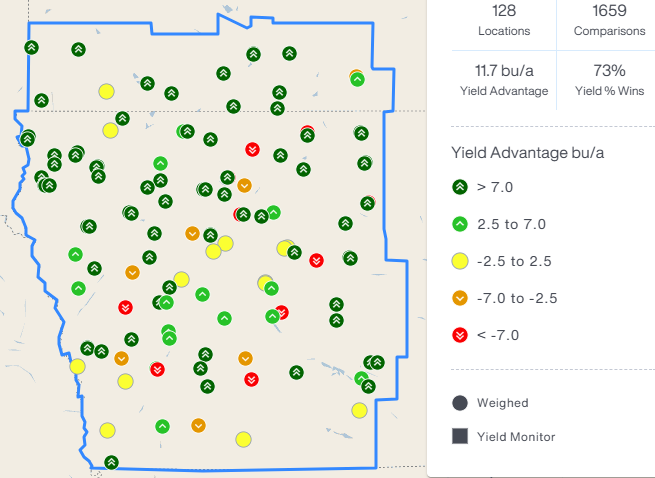 128
1659
Locations
Comparisons
11.7 bu/a
73%
Yield Advantage
Yield % Wins
Yield Advantage bu/a
> 7.0
2.5 to 7.0
-2.5 to 2.5
-7.0 to -2.5
< -7.0
Weighed
Yield Monitor